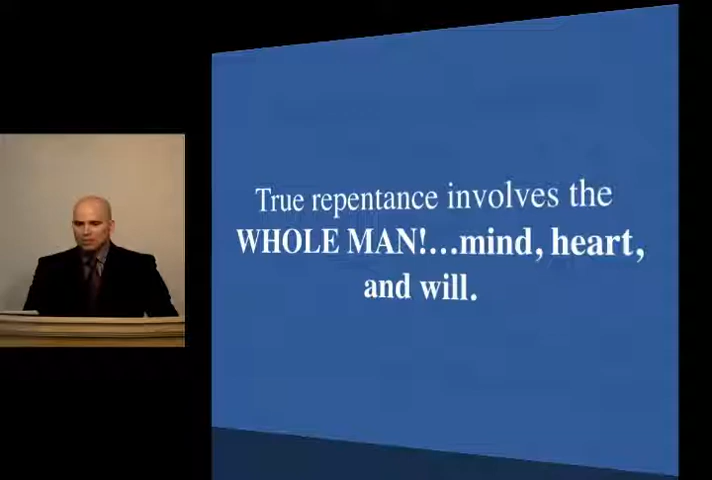 True repentance involves the
WHOLE MAN!...mind, heart,
and will.